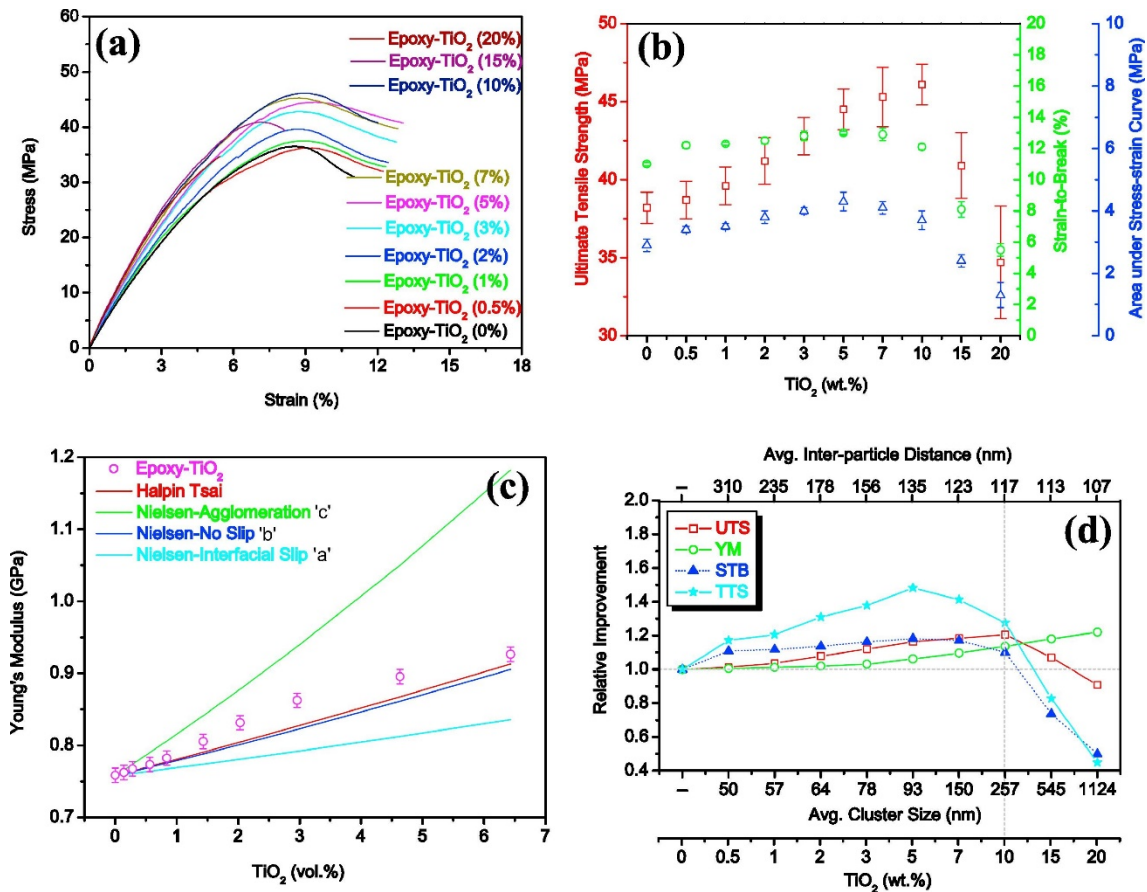 (a)
Epoxy-TiO₂ (20%)
Epoxy-TiO₂ (15%)
Epoxy-TiO₂ (10%)
Epoxy-TiO₂ (7%)
Epoxy-TiO₂ (5%)
Epoxy-TiO₂ (3%)
Epoxy-TiO₂ (2%)
Epoxy-TiO₂ (1%)
Epoxy-TiO₂ (0.5%)
Epoxy-TiO₂ (0%)
Stress (MPa)
60
50
40
30
20
10
0
0 3 6 9 12 15 18
Strain (%)
(b)
Ultimate Tensile Strength (MPa)
50
45
40
35
30
Strain-to-Break (%)
20
18
16
14
12
10
8
6
4
2
0
Area under Stress-strain Curve (MPa)
10
8
6
4
2
0
0 0.5 1 2 3 5 7 10 15 20
TiO₂ (wt.%)
(c)
Epoxy-TiO₂
Halpin Tsai
Nielsen-Agglomeration 'c'
Nielsen-No Slip 'b'
Nielsen-Interfacial Slip 'a'
Young's Modulus (GPa)
1.2
1.1
1.0
0.9
0.8
0.7
0 1 2 3 4 5 6 7
TiO₂ (vol.%)
Avg. Inter-particle Distance (nm)
– 310 235 178 156 135 123 117 113 107
(d)
UTS
YM
STB
TTS
Relative Improvement
2.0
1.8
1.6
1.4
1.2
1.0
0.8
0.6
0.4
– 50 57 64 78 93 150 257 545 1124
Avg. Cluster Size (nm)
0 0.5 1 2 3 5 7 10 15 20
TiO₂ (wt.%)